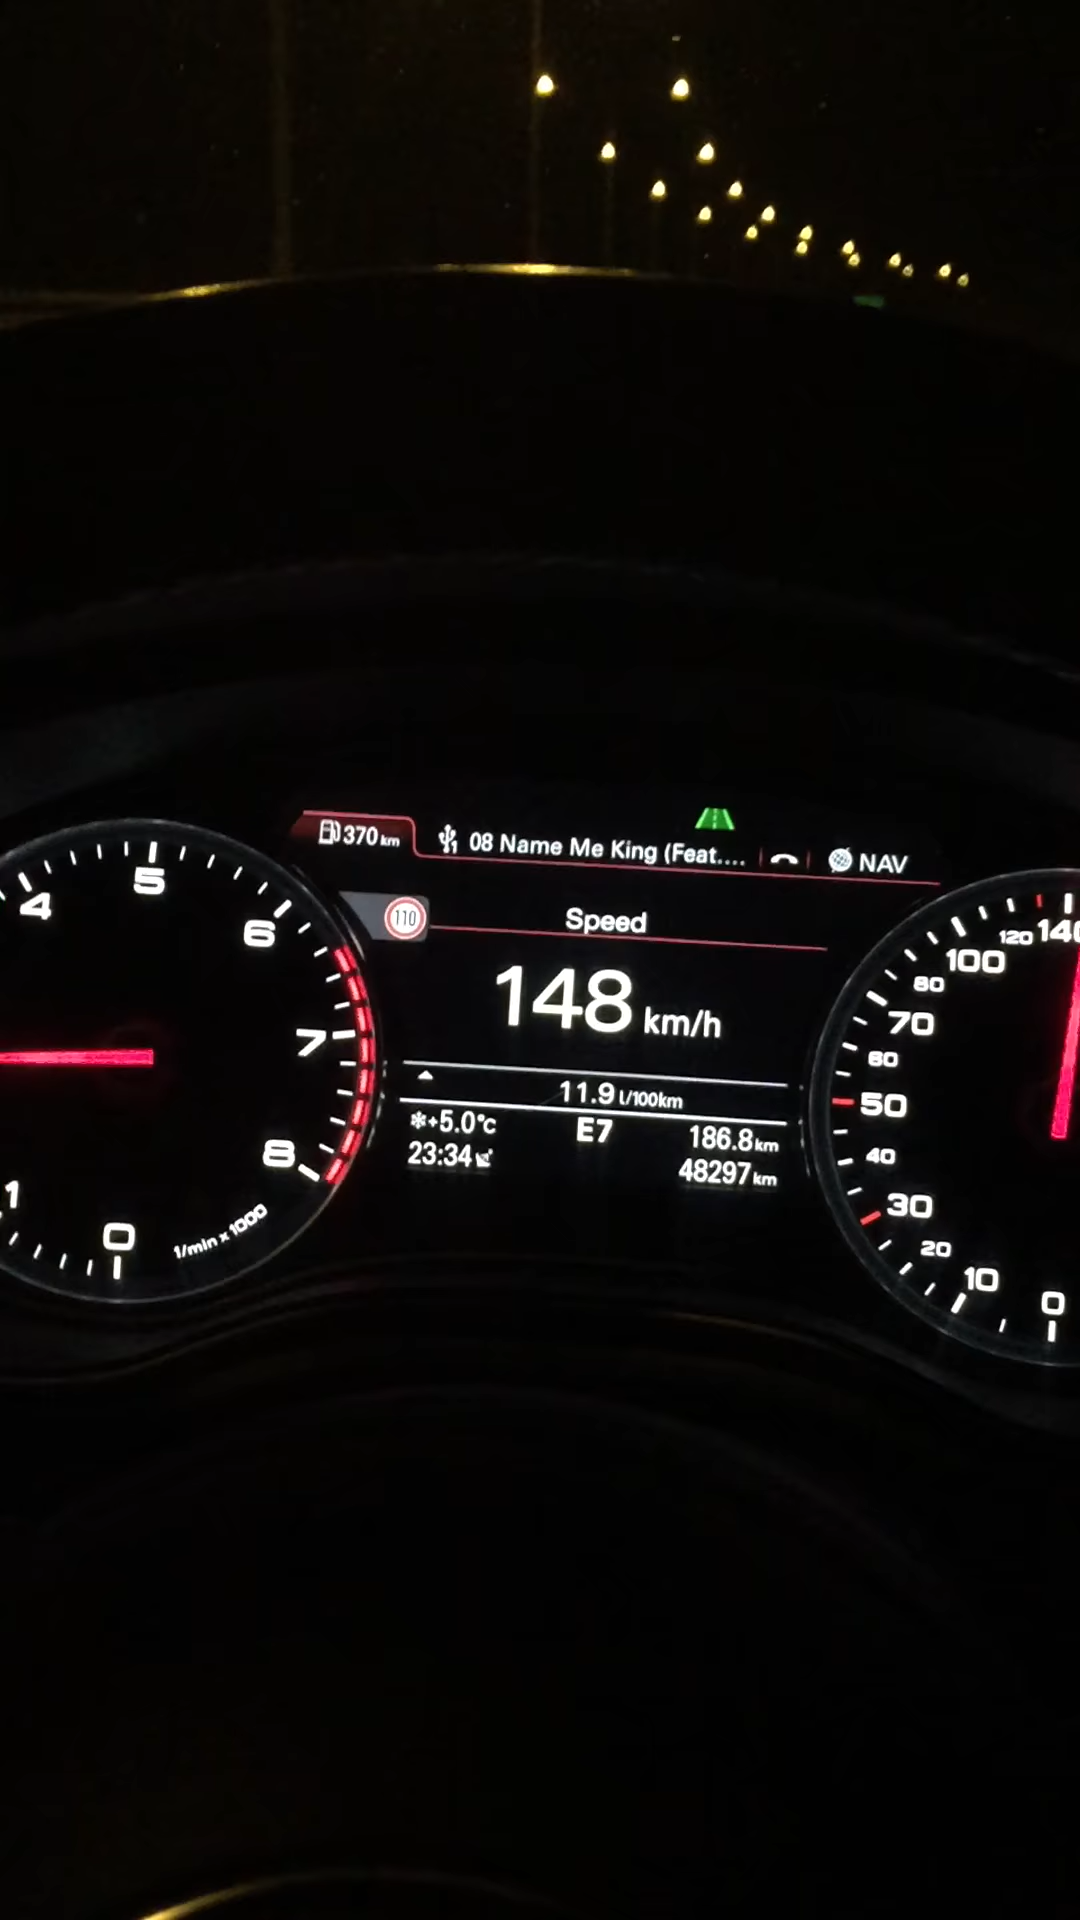 370 km
08 Name Me King (Feat....
NAV
110
Speed
148 km/h
11.9 l/100km
+5.0°C
E7
186.8 km
23:34
48297 km
0
1
4
5
6
7
8
1/min x 1000
0
10
20
30
40
50
60
70
80
100
120
140